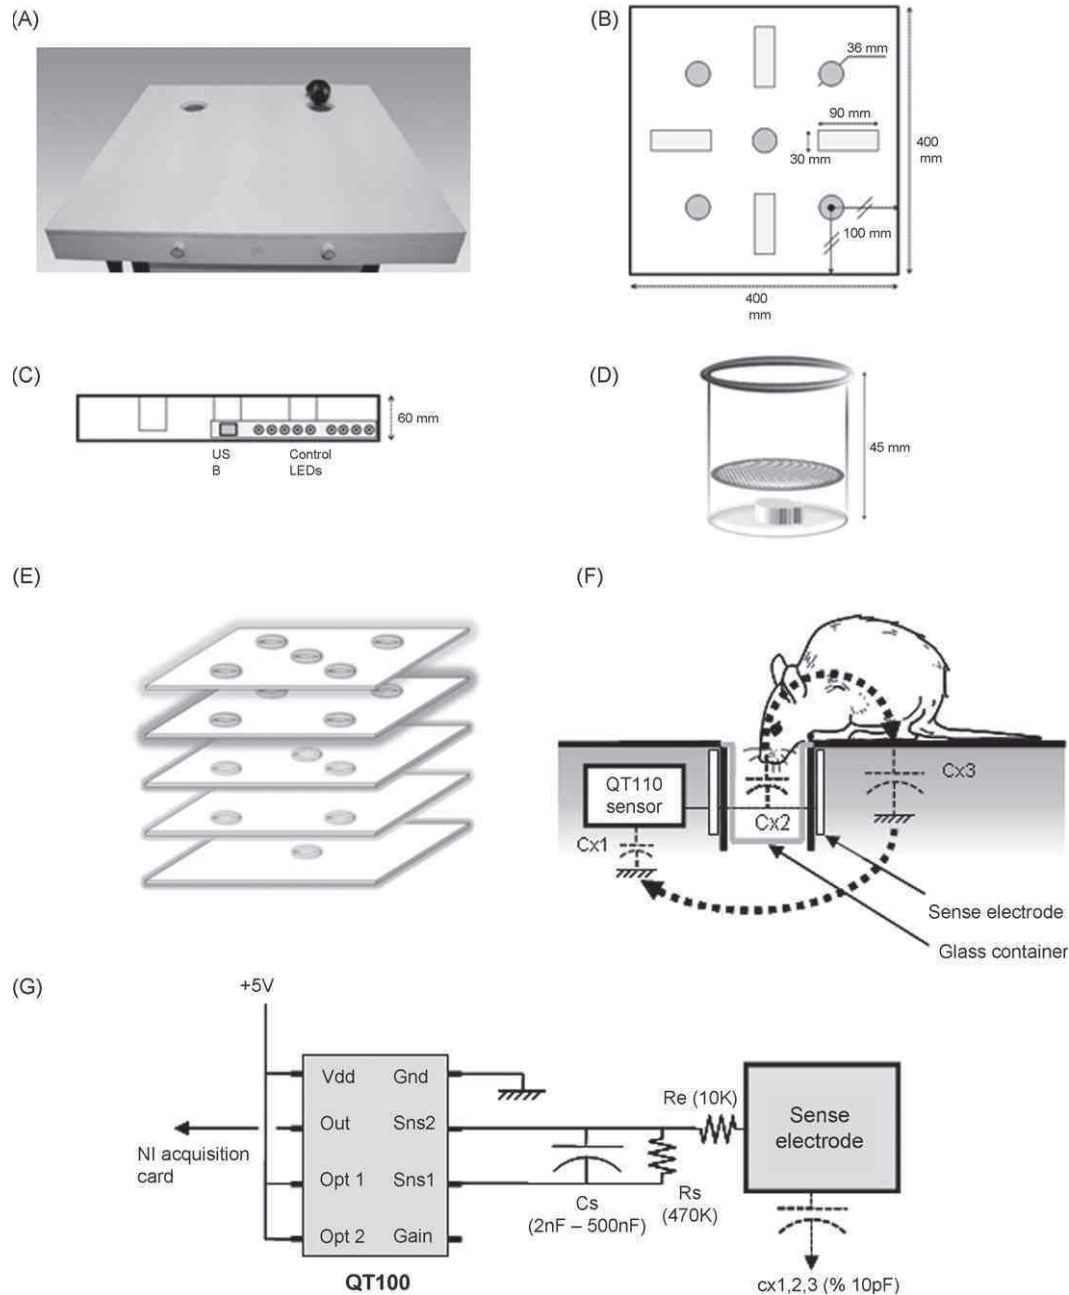 (A)
(B)
36 mm
90 mm
30 mm
400
mm
100 mm
400
mm
(C)
60 mm
US
B
Control
LEDs
(D)
45 mm
(E)
(F)
QT110
sensor
Cx1
Cx2
Cx3
Sense electrode
Glass container
(G)
+5V
Vdd
Gnd
Out
Sns2
Opt 1
Sns1
Opt 2
Gain
NI acquisition
card
QT100
Re (10K)
Cs
(2nF – 500nF)
Rs
(470K)
Sense
electrode
cx1,2,3 (% 10pF)